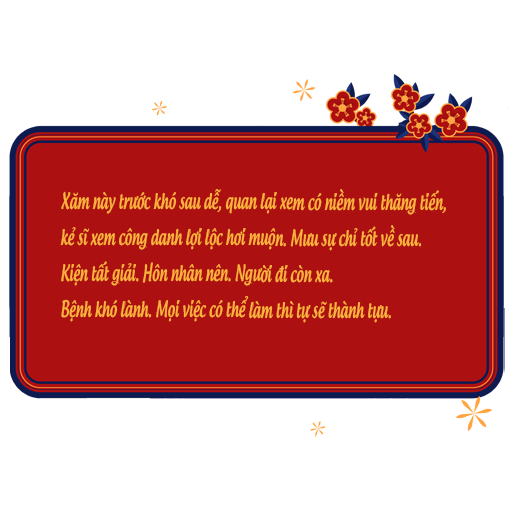 Xăm này trước khó sau dễ, quan lại xem có niềm vui thăng tiến,
kẻ sĩ xem công danh lợi lộc hơi muộn. Mưu sự chỉ tốt về sau.
Kiện tất giải. Hôn nhân nên. Người đi còn xa.
Bệnh khó lành. Mọi việc có thể làm thì tự sẽ thành tựu.